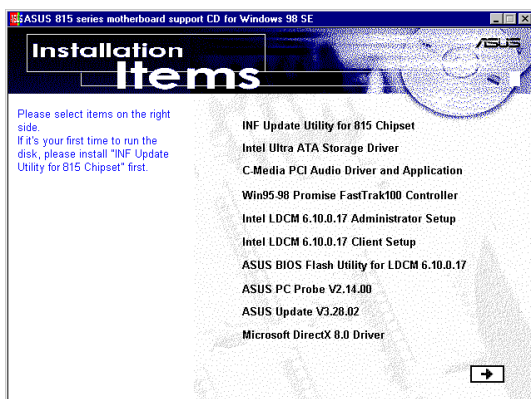 ASUS 815 series motherboard support CD for Windows 98 SE
Installation
Items
ASUS
Please select items on the right
side.
If it's your first time to run the
disk, please install "INF Update
Utility for 815 Chipset" first.
INF Update Utility for 815 Chipset
Intel Ultra ATA Storage Driver
C-Media PCI Audio Driver and Application
Win95-98 Promise FastTrak100 Controller
Intel LDCM 6.10.0.17 Administrator Setup
Intel LDCM 6.10.0.17 Client Setup
ASUS BIOS Flash Utility for LDCM 6.10.0.17
ASUS PC Probe V2.14.00
ASUS Update V3.28.02
Microsoft DirectX 8.0 Driver